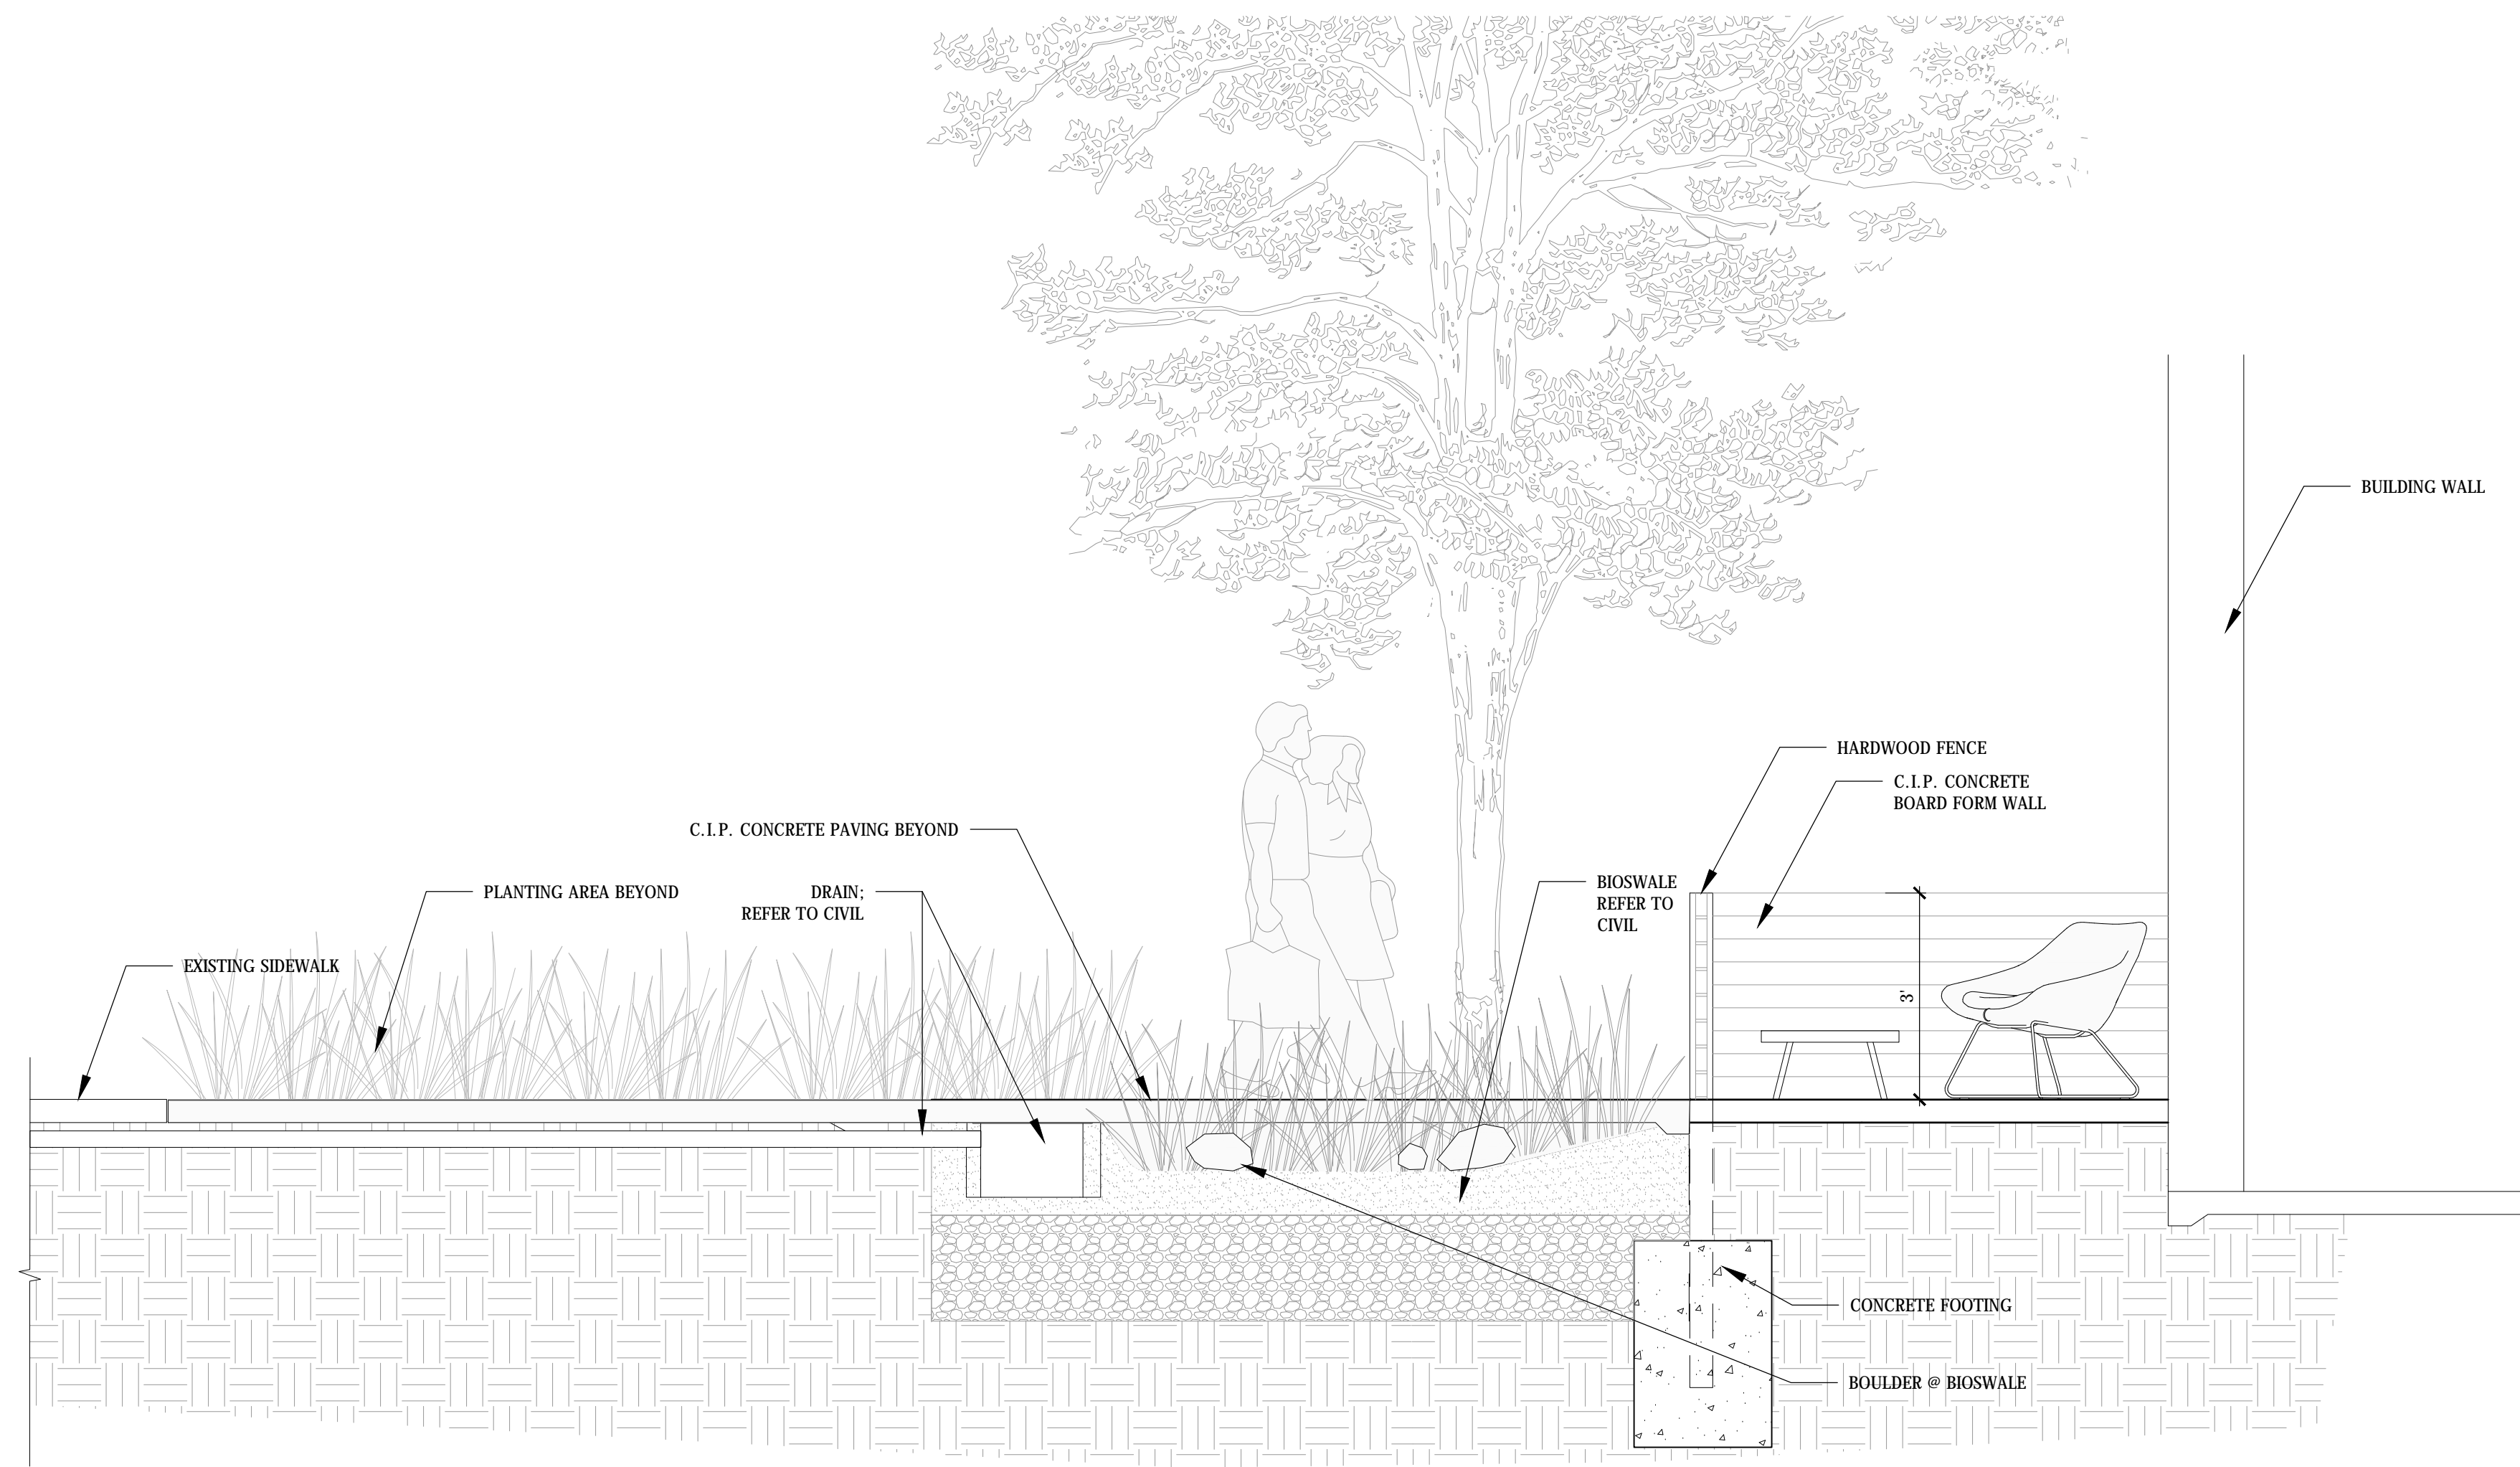 BUILDING WALL
HARDWOOD FENCE
C.I.P. CONCRETE
BOARD FORM WALL
C.I.P. CONCRETE PAVING BEYOND
PLANTING AREA BEYOND
DRAIN;
REFER TO CIVIL
BIOSWALE
REFER TO
CIVIL
EXISTING SIDEWALK
3'
CONCRETE FOOTING
BOULDER @ BIOSWALE